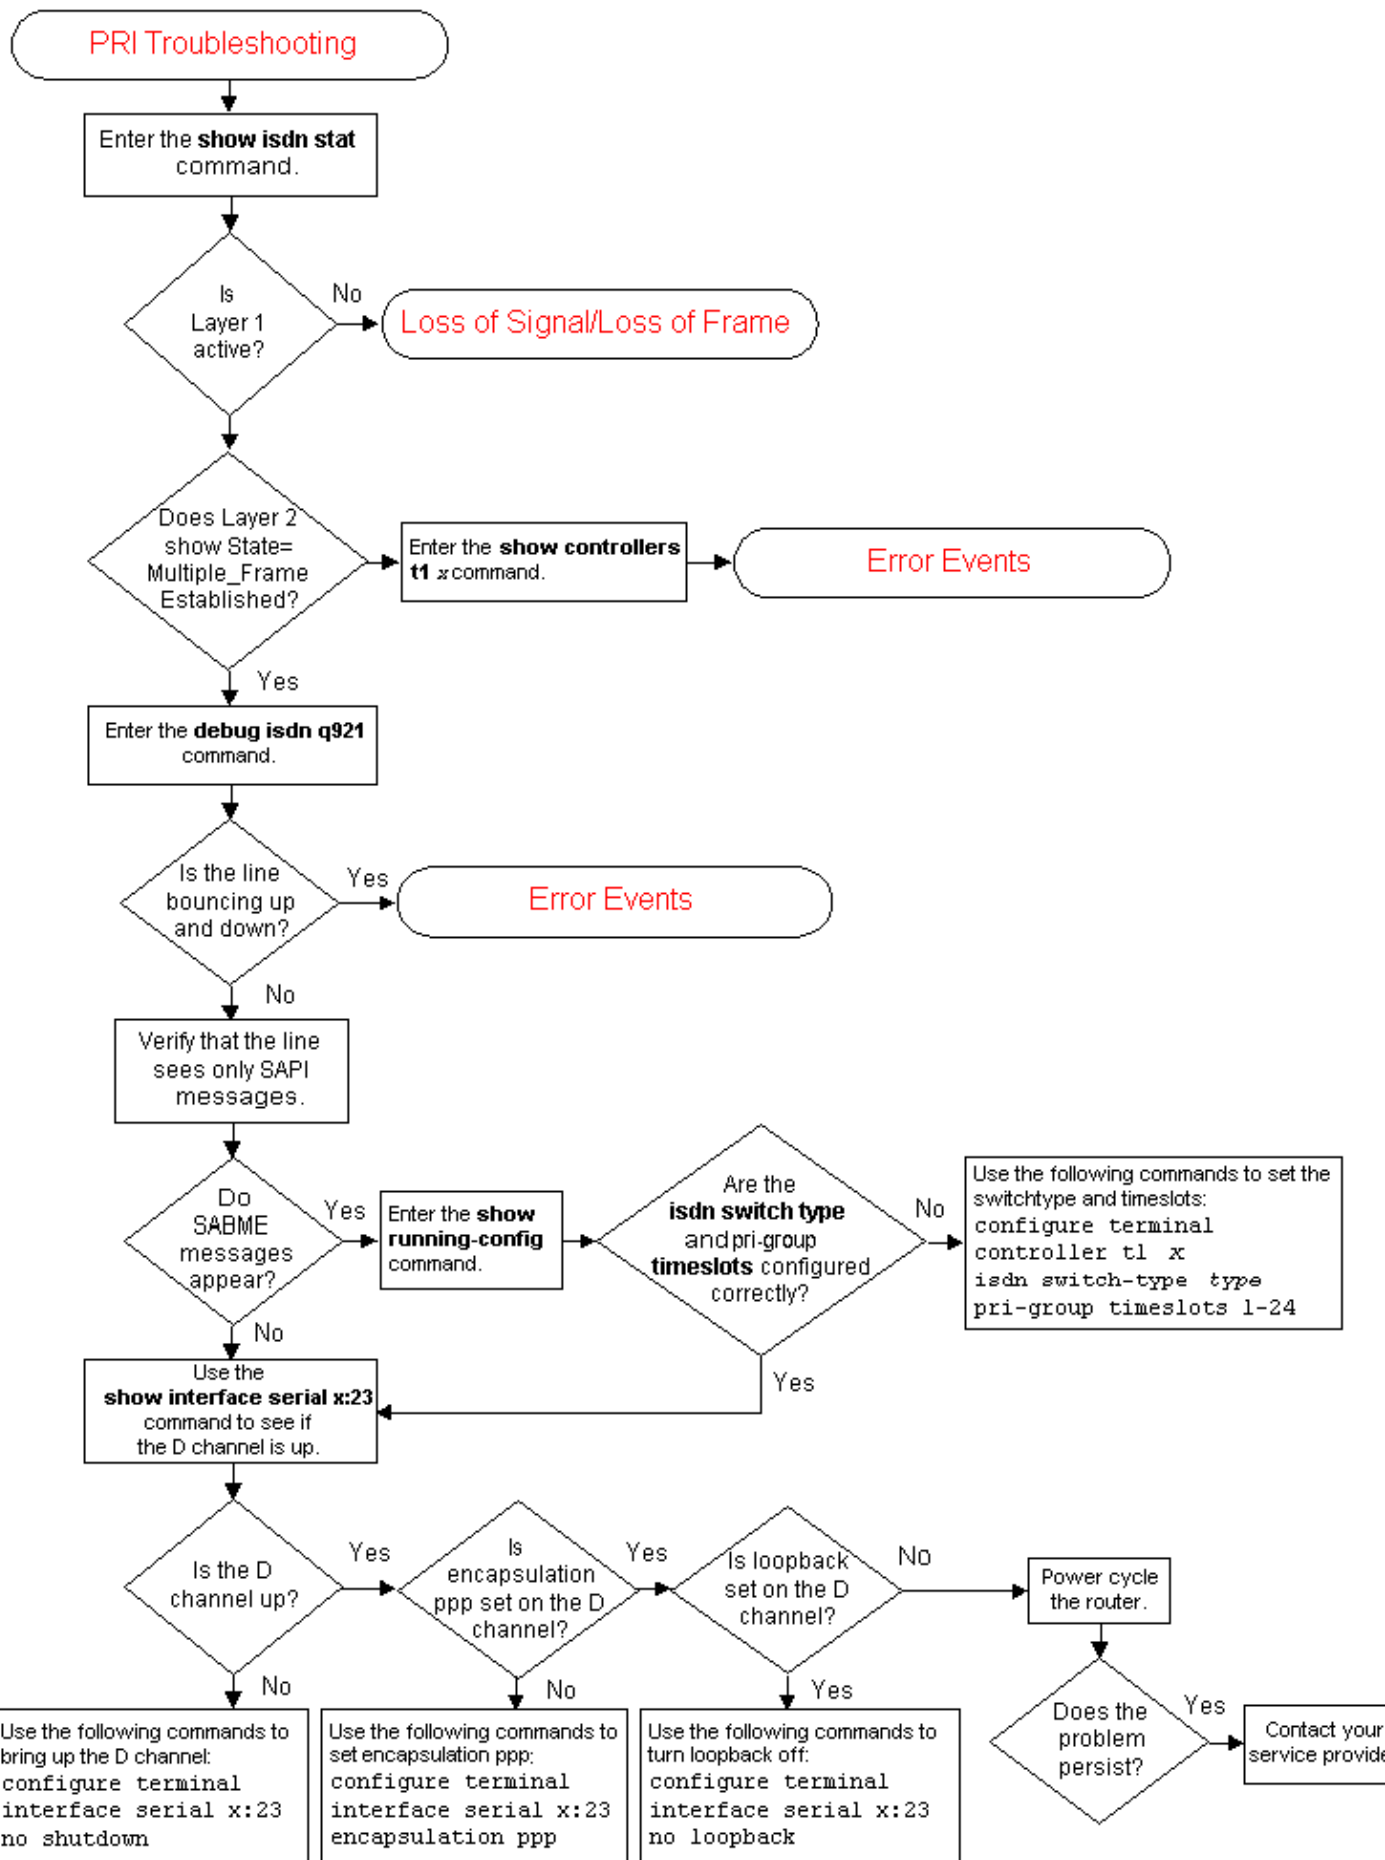 PRI Troubleshooting
Enter the show isdn stat
command.
Is
Layer 1
active?
No
Loss of Signal/Loss of Frame
Does Layer 2
show State=
Multiple_Frame
Established?
Enter the show controllers
t1 x command.
Error Events
Yes
Enter the debug isdn q921
command.
Is the line
bouncing up
and down?
Yes
Error Events
No
Verify that the line
sees only SAPI
messages.
Do
SABME
messages
appear?
Yes
Enter the show
running-config
command.
Are the
isdn switch type
and pri-group
timeslots configured
correctly?
No
Use the following commands to set the
switchtype and timeslots:
configure terminal
controller t1 x
isdn switch-type type
pri-group timeslots 1-24
No
Yes
Use the
show interface serial x:23
command to see if
the D channel is up.
Is the D
channel up?
Yes
Is
encapsulation
ppp set on the D
channel?
Yes
Is loopback
set on the D
channel?
No
Power cycle
the router.
No
Use the following commands to
bring up the D channel:
configure terminal
interface serial x:23
no shutdown
No
Use the following commands to
set encapsulation ppp:
configure terminal
interface serial x:23
encapsulation ppp
Yes
Use the following commands to
turn loopback off:
configure terminal
interface serial x:23
no loopback
Does the
problem
persist?
Yes
Contact your
service provide